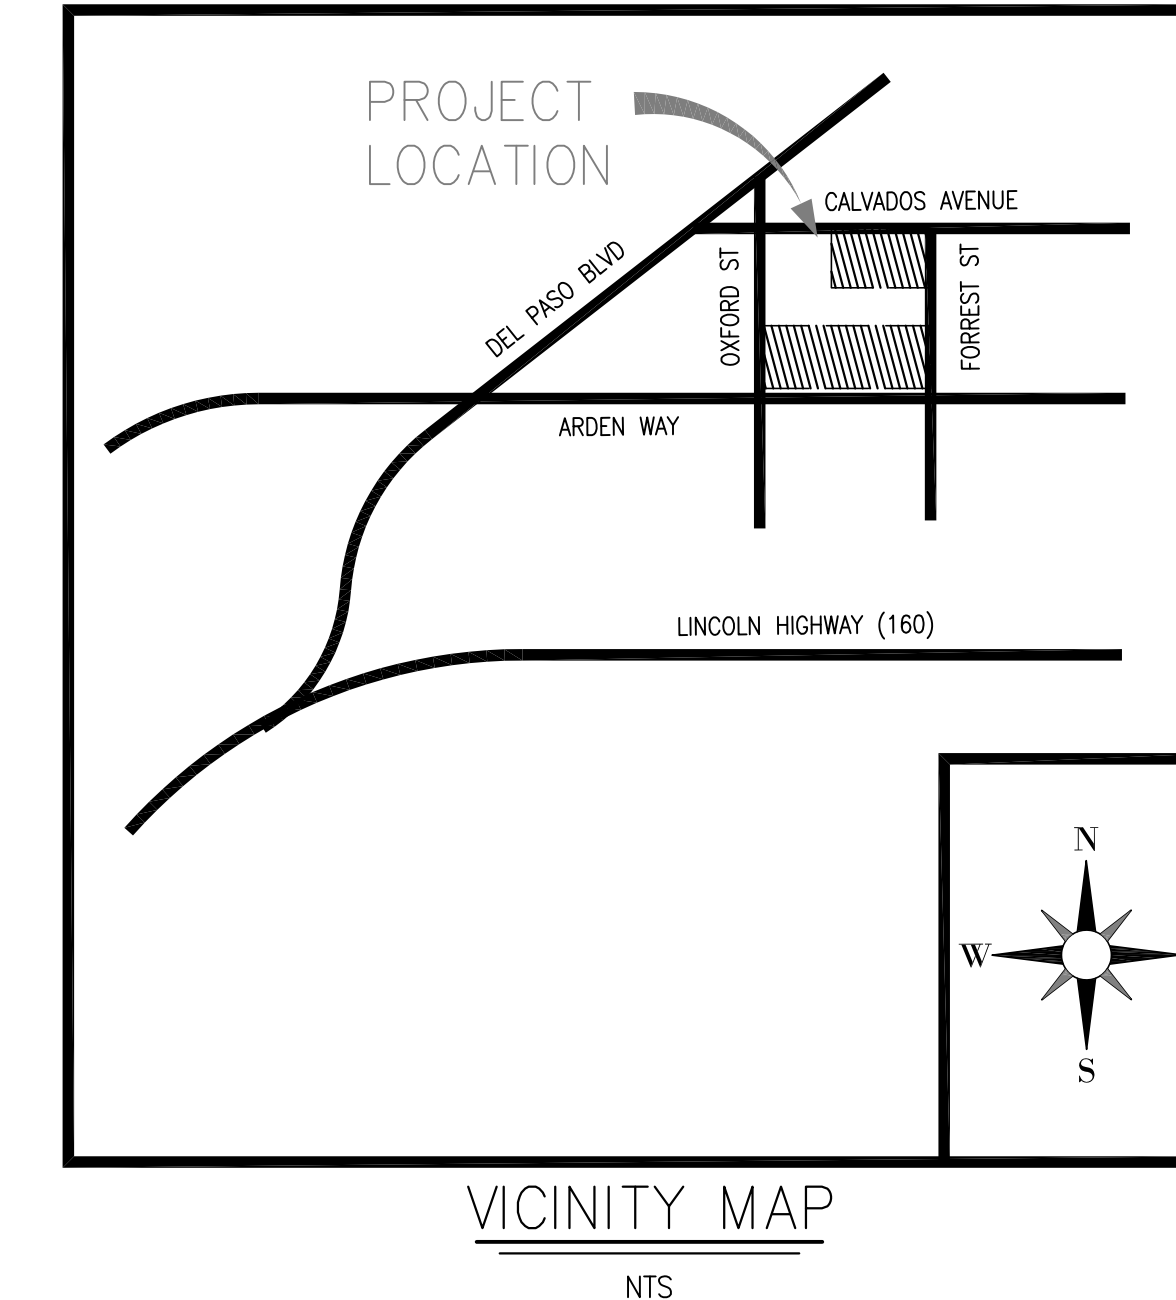 PROJECT
LOCATION
CALVADOS AVENUE
DEL PASO BLVD
OXFORD ST
FORREST ST
ARDEN WAY
LINCOLN HIGHWAY (160)
N
W
S
VICINITY MAP
NTS